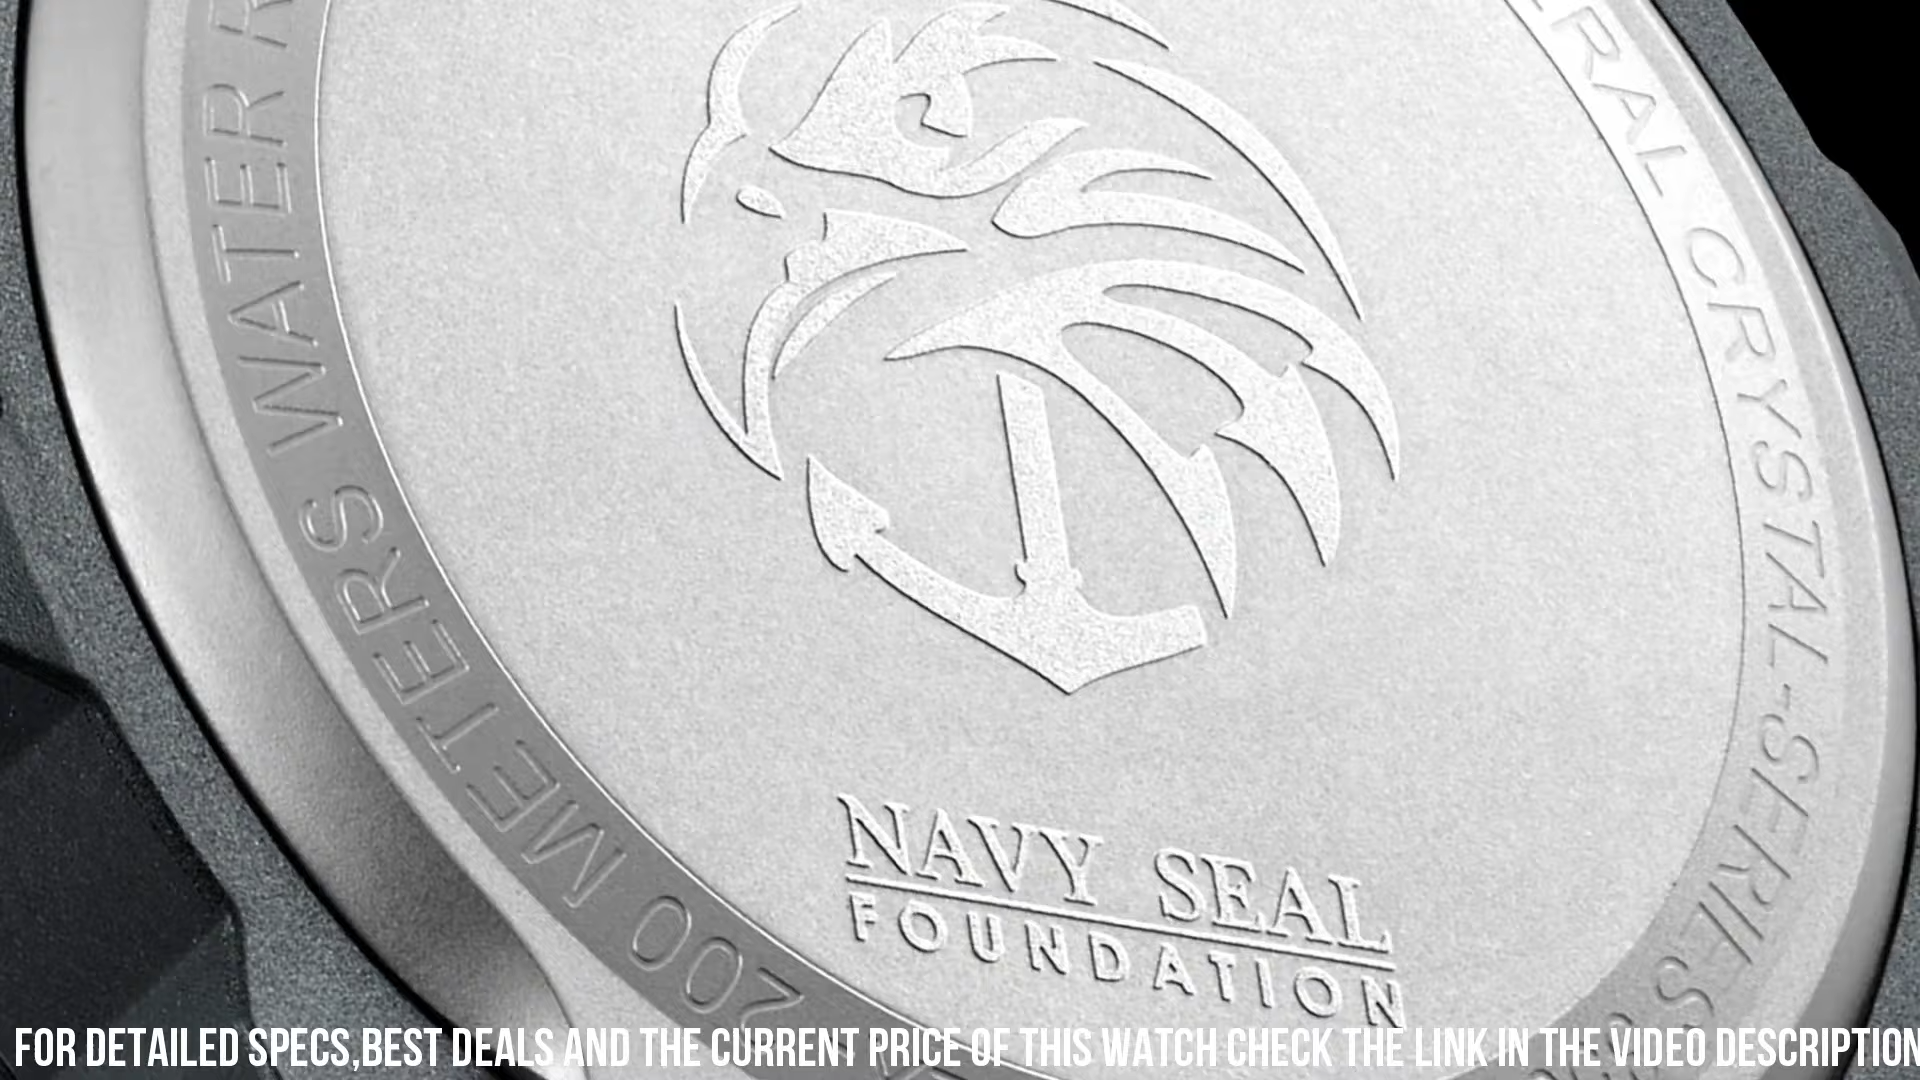 200 METERS WATER R
ERAL CRYSTAL-SERIES 3
NAVY SEAL
FOUNDATION
FOR DETAILED SPECS,BEST DEALS AND THE CURRENT PRICE OF THIS WATCH CHECK THE LINK IN THE VIDEO DESCRIPTION